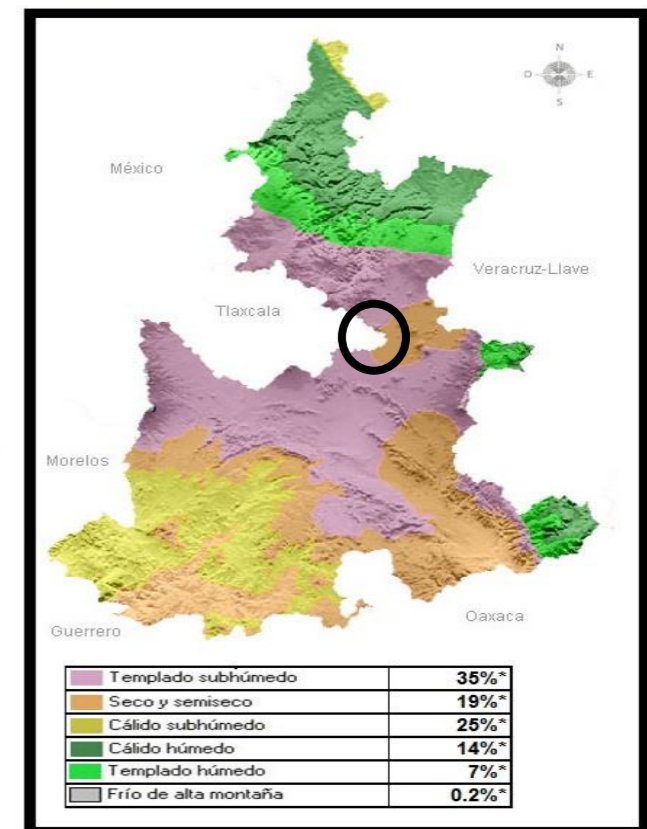 N
O E
S
México
Veracruz-Llave
Tlaxcala
Morelos
Oaxaca
Guerrero
Templado subhúmedo 35%*
Seco y semiseco 19%*
Cálido subhúmedo 25%*
Cálido húmedo 14%*
Templado húmedo 7%*
Frío de alta montaña 0.2%*